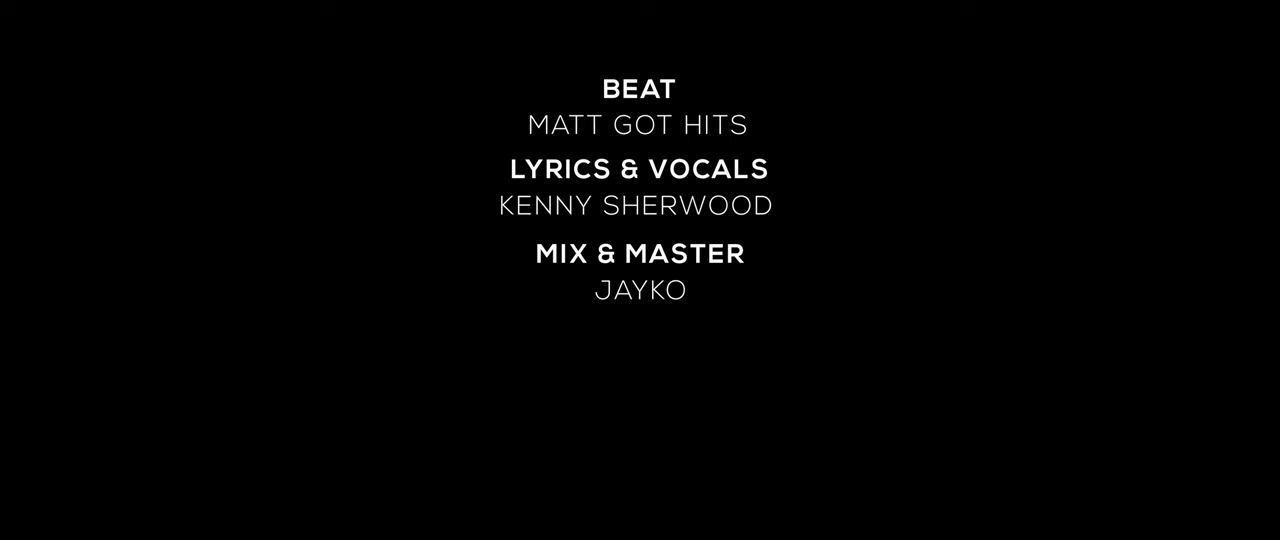 BEAT
MATT GOT HITS
LYRICS & VOCALS
KENNY SHERWOOD
MIX & MASTER
JAYKO